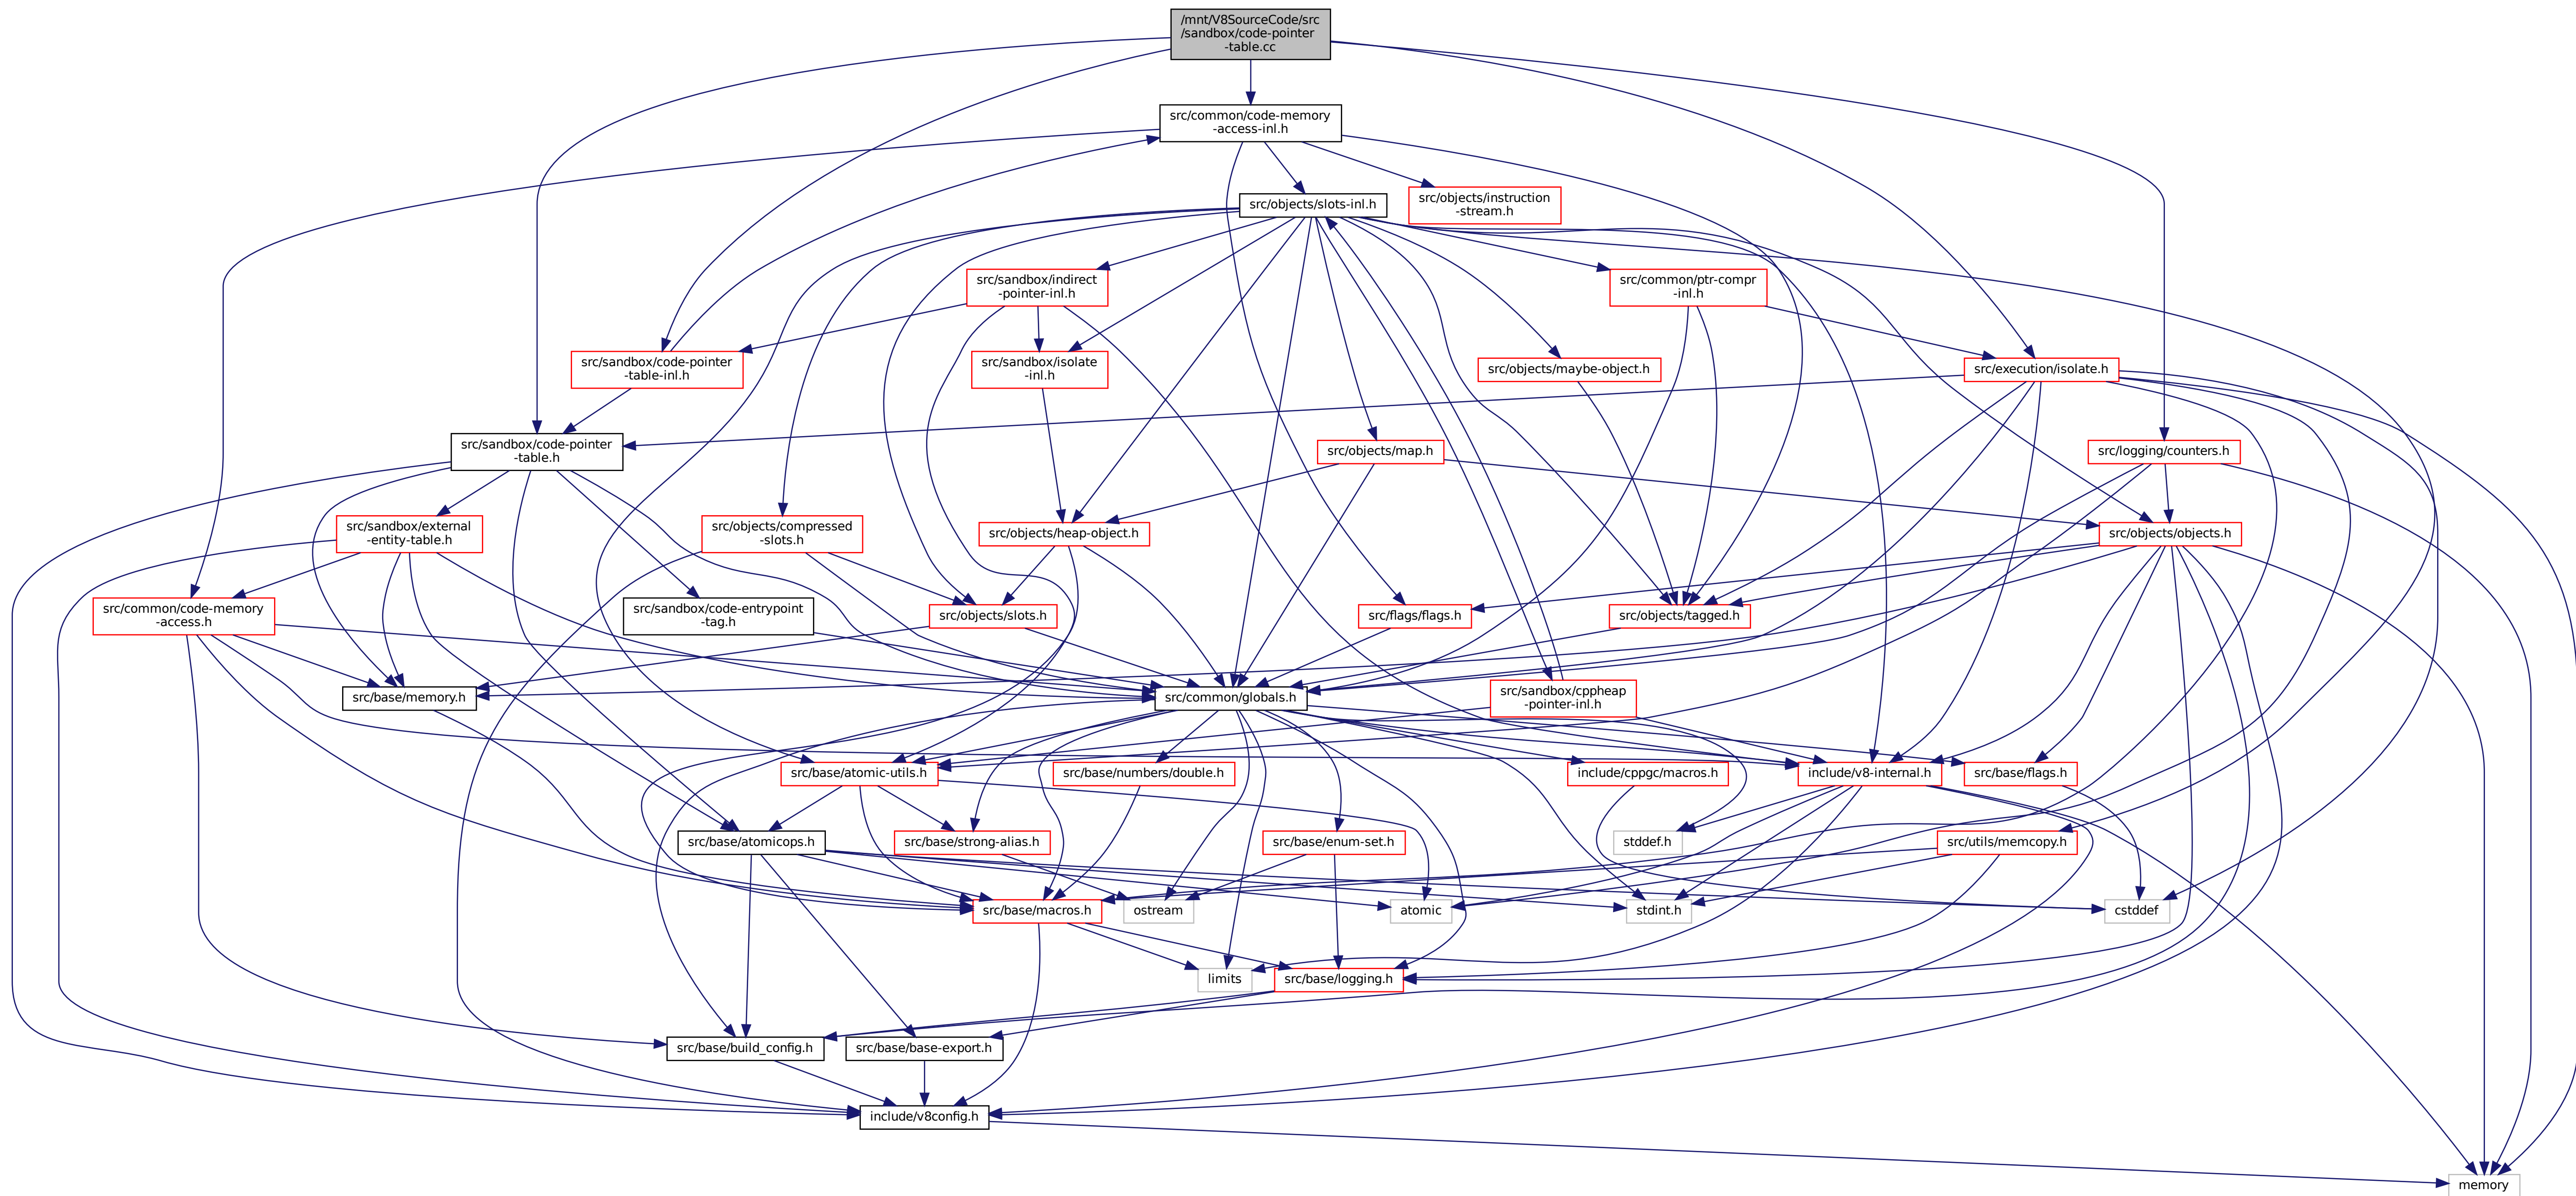 /mnt/V8SourceCode/src
/sandbox/code-pointer
-table.cc
src/common/code-memory
-access-inl.h
src/objects/slots-inl.h
src/objects/instruction
-stream.h
src/sandbox/indirect
-pointer-inl.h
src/common/ptr-compr
-inl.h
src/sandbox/code-pointer
-table-inl.h
src/sandbox/isolate
-inl.h
src/objects/maybe-object.h
src/execution/isolate.h
src/sandbox/code-pointer
-table.h
src/objects/map.h
src/logging/counters.h
src/sandbox/external
-entity-table.h
src/objects/compressed
-slots.h
src/objects/heap-object.h
src/objects/objects.h
src/common/code-memory
-access.h
src/sandbox/code-entrypoint
-tag.h
src/objects/slots.h
src/flags/flags.h
src/objects/tagged.h
src/base/memory.h
src/common/globals.h
src/sandbox/cppheap
-pointer-inl.h
src/base/atomic-utils.h
src/base/numbers/double.h
include/cppgc/macros.h
include/v8-internal.h
src/base/flags.h
src/base/atomicops.h
src/base/strong-alias.h
src/base/enum-set.h
stddef.h
src/utils/memcopy.h
src/base/macros.h
ostream
atomic
stdint.h
cstddef
limits
src/base/logging.h
src/base/build_config.h
src/base/base-export.h
include/v8config.h
memory